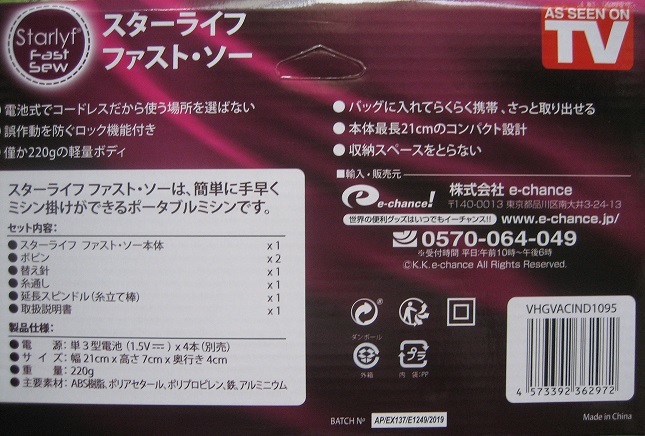 Starlyf®
Fast
Sew
スターライフ
ファスト・ソー
AS SEEN ON
TV
● 電池式でコードレスだから使う場所を選ばない
● 誤作動を防ぐロック機能付き
● 僅か220gの軽量ボディ
● バッグに入れてらくらく携帯、さっと取り出せる
● 本体最長21cmのコンパクト設計
● 収納スペースをとらない
スターライフ ファスト・ソーは、簡単に手早く
ミシン掛けができるポータブルミシンです。
セット内容：
● スターライフ ファスト・ソー本体 x 1
● ボビン x 2
● 替え針 x 1
● 糸通し x 1
● 延長スピンドル（糸立て棒） x 1
● 取扱説明書 x 1
製品仕様：
● 電　源：単3型電池（1.5V⎓）x 4本（別売）
● サ イ ズ：幅21cm x 高さ7cm x 奥行き4cm
● 重　量：220g
● 主要素材：ABS樹脂、ポリアセタール、ポリプロピレン、鉄、アルミニウム
■輸入・販売元
e-chance!
株式会社 e-chance
〒140-0013 東京都品川区南大井3-24-13
世界の便利グッズはいつでもイーチャンス!! www.e-chance.jp/
0570-064-049
※受付時間 平日：午前10時〜午後6時
©K.K.e-chance All Rights Reserved.
ダンボール
外箱
プラ
内 袋：PP
VHGVACIND1095
4 573392 362972
BATCH Nº AP/EX137/E1249/2019
Made in China